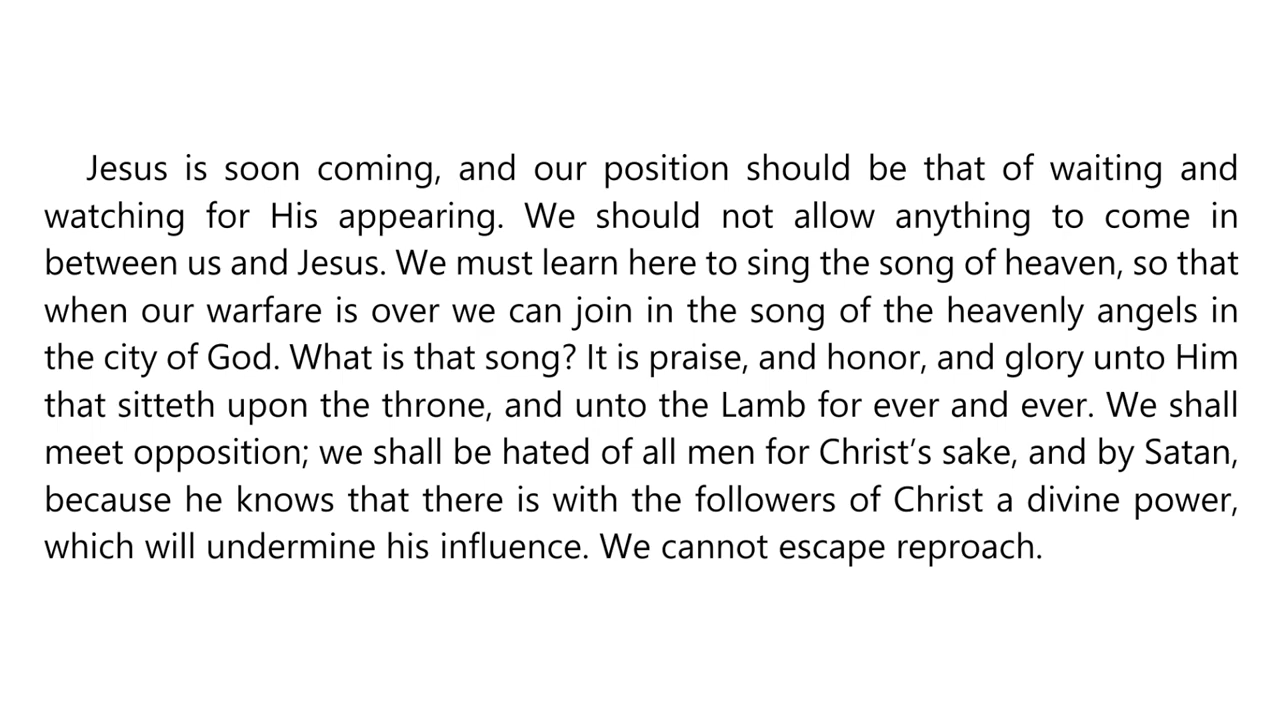 Jesus is soon coming, and our position should be that of waiting and
watching for His appearing. We should not allow anything to come in
between us and Jesus. We must learn here to sing the song of heaven, so that
when our warfare is over we can join in the song of the heavenly angels in
the city of God. What is that song? It is praise, and honor, and glory unto Him
that sitteth upon the throne, and unto the Lamb for ever and ever. We shall
meet opposition; we shall be hated of all men for Christ’s sake, and by Satan,
because he knows that there is with the followers of Christ a divine power,
which will undermine his influence. We cannot escape reproach.